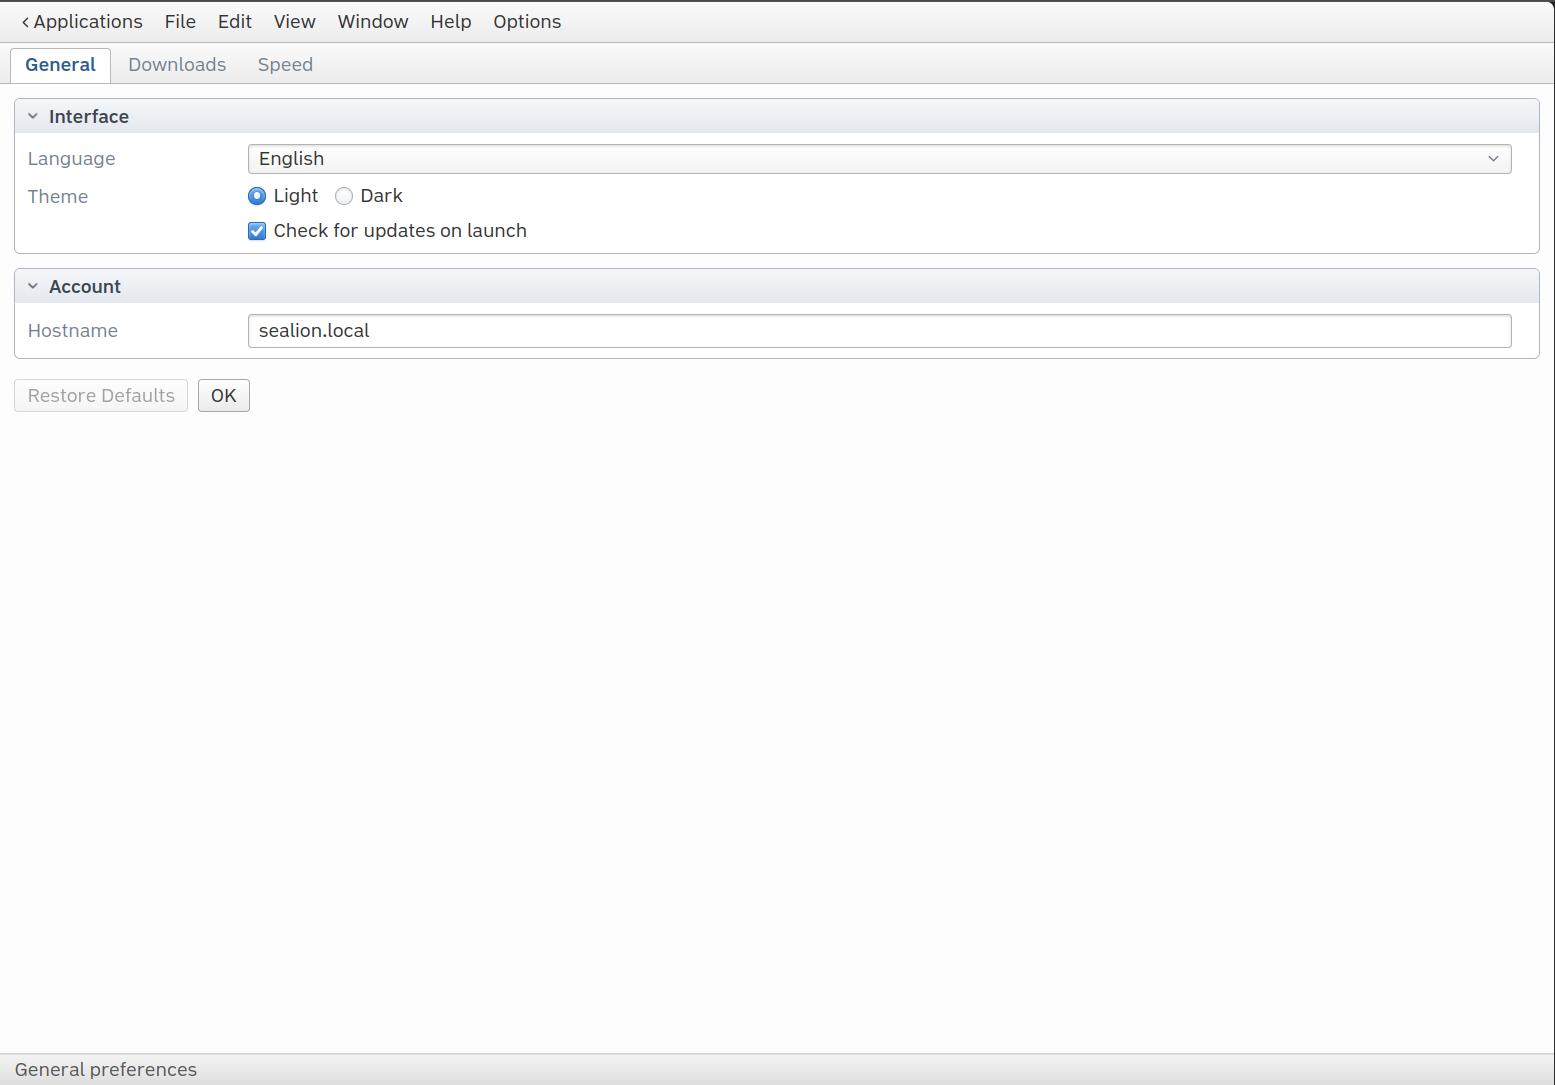 Applications File Edit View Window Help Options
General Downloads Speed
Interface
Language English
Theme Light Dark
Check for updates on launch
Account
Hostname sealion.local
Restore Defaults OK
General preferences